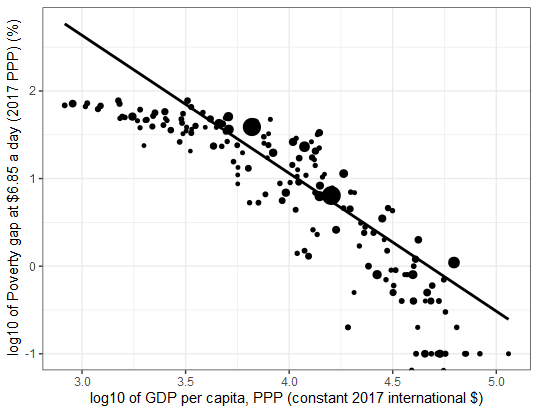 log10 of Poverty gap at $6.85 a day (2017 PPP) (%)
2
1
0
-1
3.0 3.5 4.0 4.5 5.0
log10 of GDP per capita, PPP (constant 2017 international $)